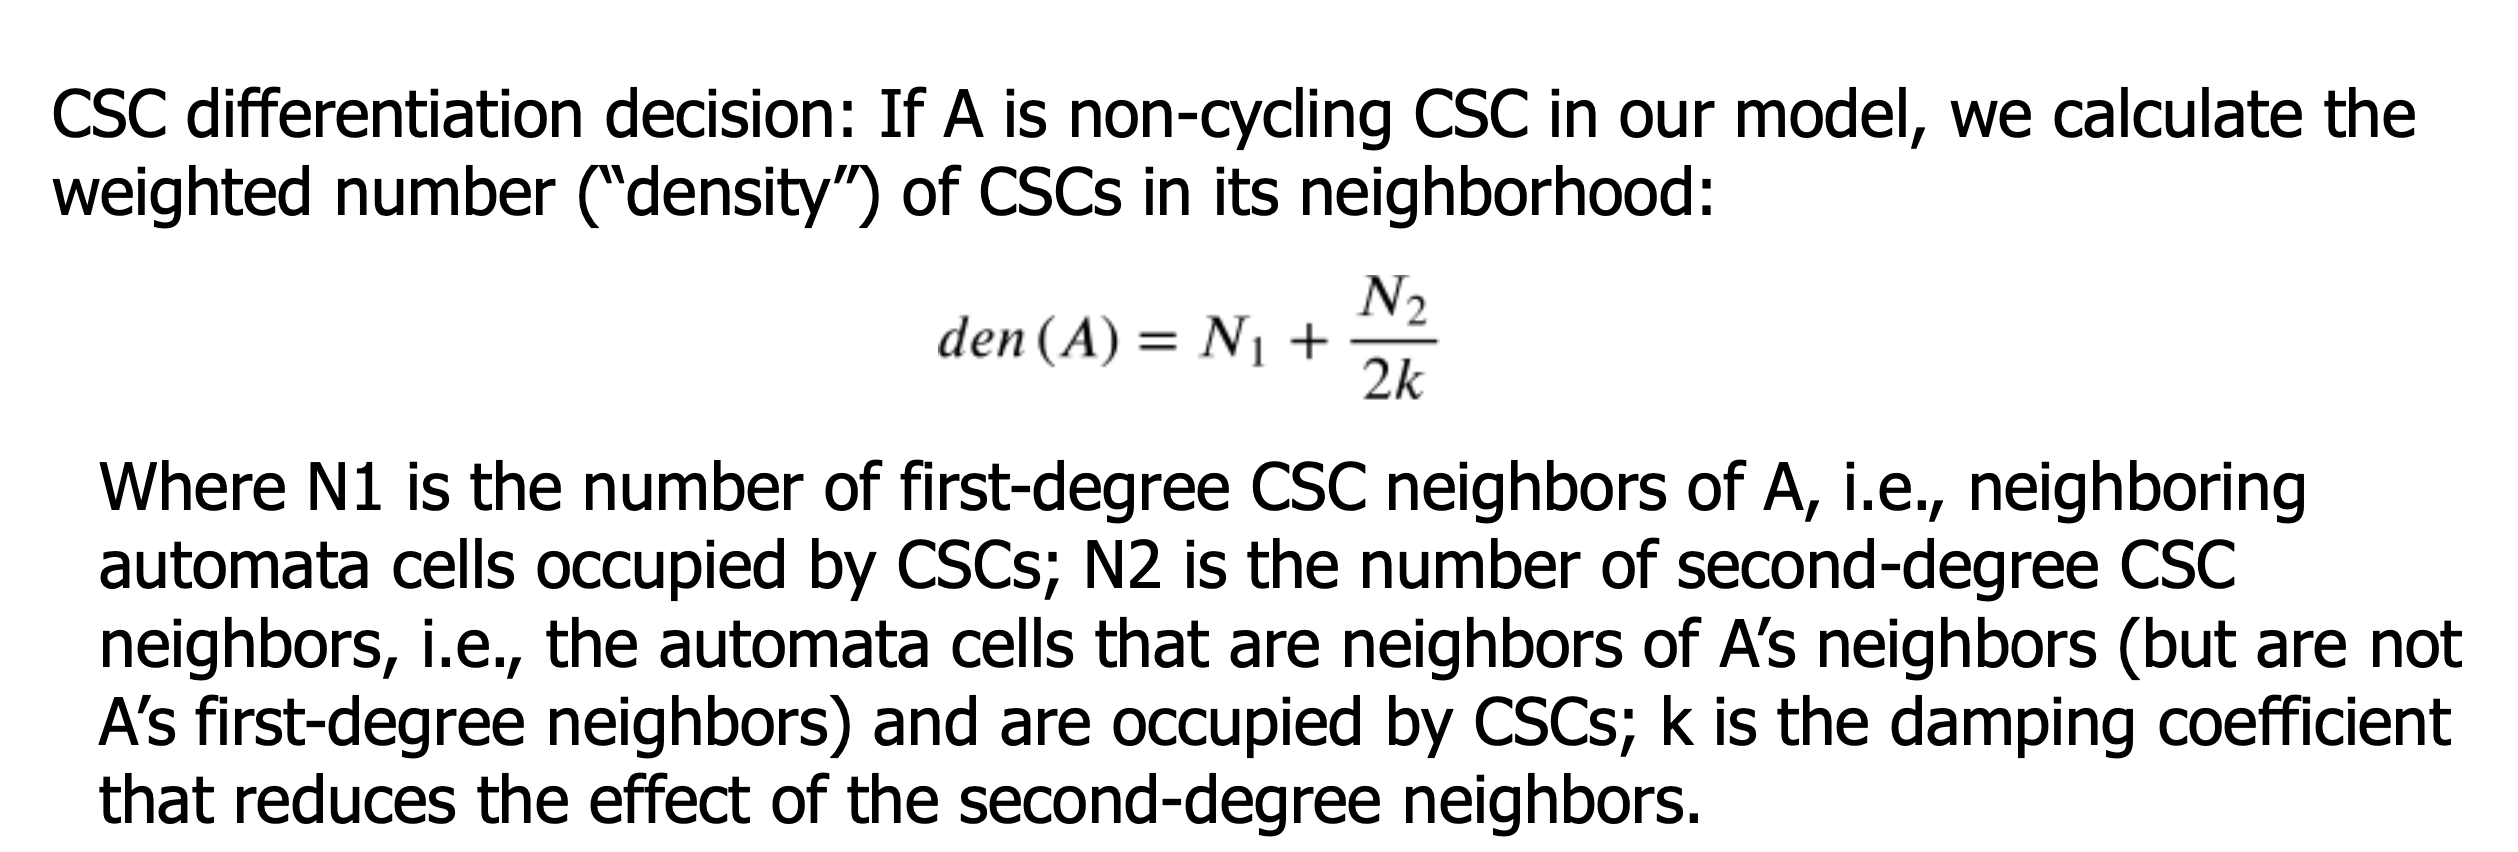 CSC differentiation decision: If A is non-cycling CSC in our model, we calculate the
weighted number (“density”) of CSCs in its neighborhood:
den (A) = N₁ + N₂/2k
Where N1 is the number of first-degree CSC neighbors of A, i.e., neighboring
automata cells occupied by CSCs; N2 is the number of second-degree CSC
neighbors, i.e., the automata cells that are neighbors of A’s neighbors (but are not
A’s first-degree neighbors) and are occupied by CSCs; k is the damping coefficient
that reduces the effect of the second-degree neighbors.